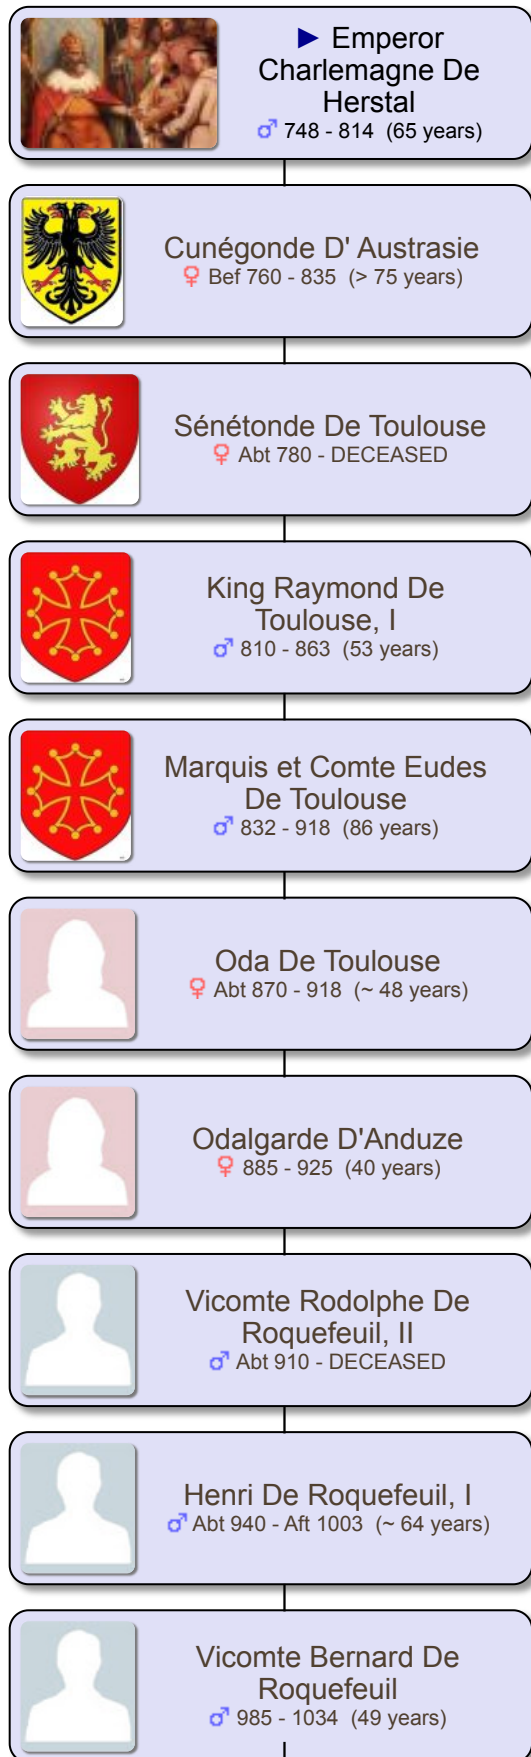 ► Emperor
Charlemagne De
Herstal
♂ 748 - 814 (65 years)
Cunégonde D' Austrasie
♀ Bef 760 - 835 (> 75 years)
Sénétonde De Toulouse
♀ Abt 780 - DECEASED
King Raymond De
Toulouse, I
♂ 810 - 863 (53 years)
Marquis et Comte Eudes
De Toulouse
♂ 832 - 918 (86 years)
Oda De Toulouse
♀ Abt 870 - 918 (~ 48 years)
Odalgarde D'Anduze
♀ 885 - 925 (40 years)
Vicomte Rodolphe De
Roquefeuil, II
♂ Abt 910 - DECEASED
Henri De Roquefeuil, I
♂ Abt 940 - Aft 1003 (~ 64 years)
Vicomte Bernard De
Roquefeuil
♂ 985 - 1034 (49 years)